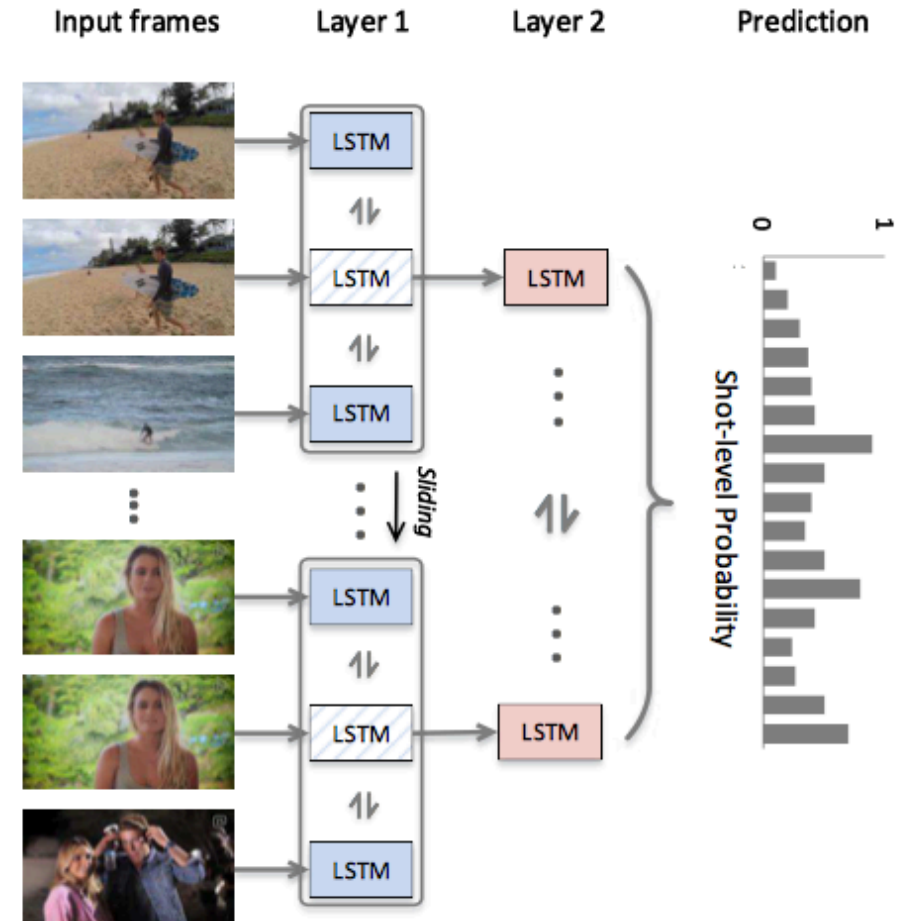 Input frames Layer 1 Layer 2 Prediction
LSTM
LSTM LSTM
LSTM
Sliding
LSTM
LSTM LSTM
LSTM
0 1
Shot-level Probability